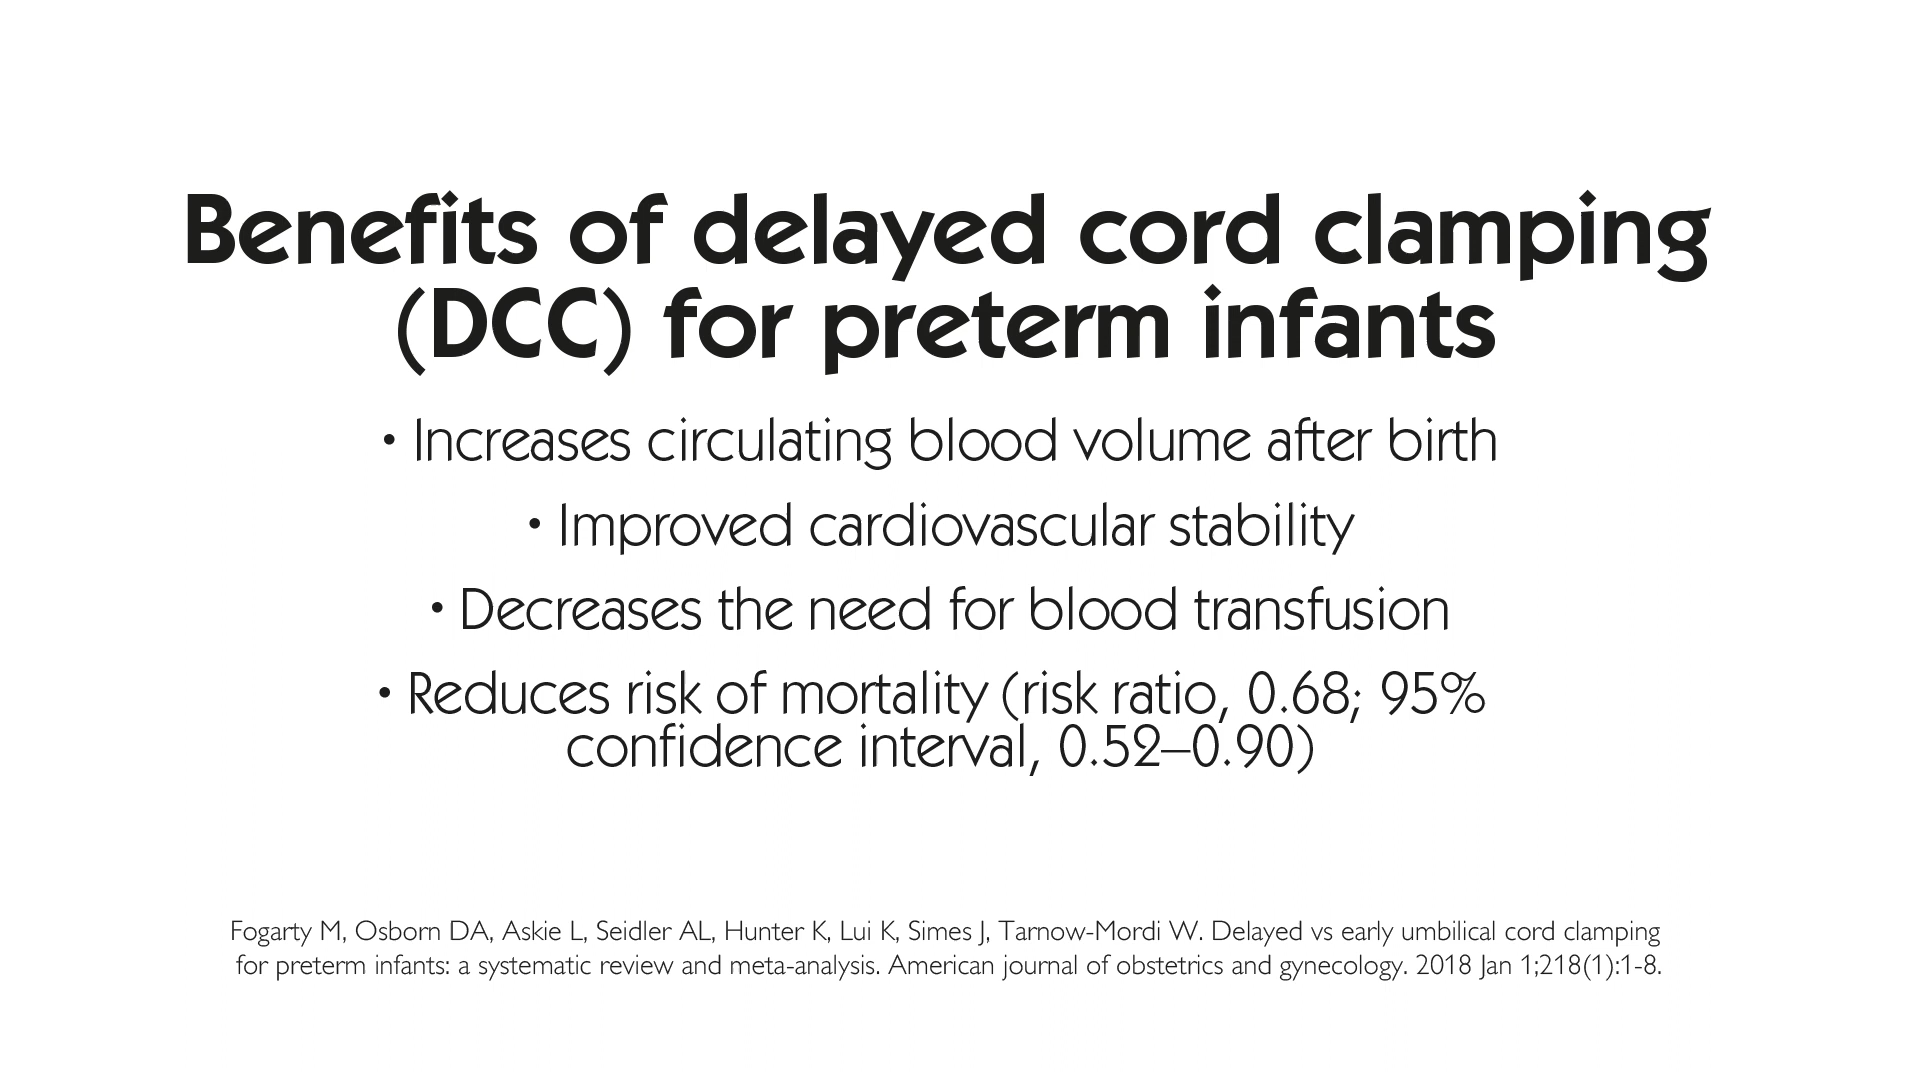 Benefits of delayed cord clamping
(DCC) for preterm infants
• Increases circulating blood volume after birth
• Improved cardiovascular stability
• Decreases the need for blood transfusion
• Reduces risk of mortality (risk ratio, 0.68; 95%
confidence interval, 0.52–0.90)
Fogarty M, Osborn DA, Askie L, Seidler AL, Hunter K, Lui K, Simes J, Tarnow-Mordi W. Delayed vs early umbilical cord clamping
for preterm infants: a systematic review and meta-analysis. American journal of obstetrics and gynecology. 2018 Jan 1;218(1):1-8.